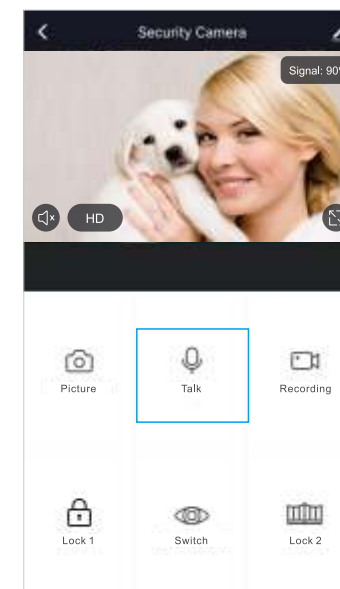 Security Camera
Signal: 90%
HD
Picture Talk Recording
Lock 1 Switch Lock 2